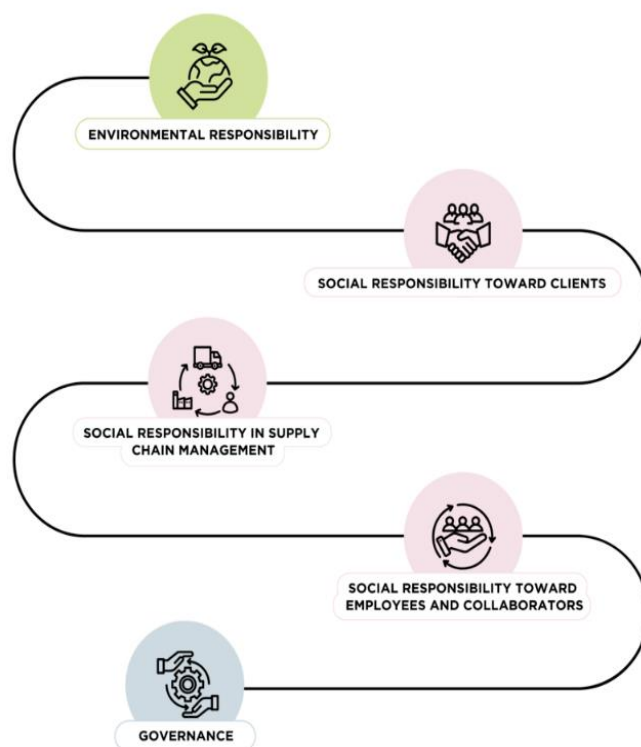 ENVIRONMENTAL RESPONSIBILITY
SOCIAL RESPONSIBILITY TOWARD CLIENTS
SOCIAL RESPONSIBILITY IN SUPPLY
CHAIN MANAGEMENT
SOCIAL RESPONSIBILITY TOWARD
EMPLOYEES AND COLLABORATORS
GOVERNANCE